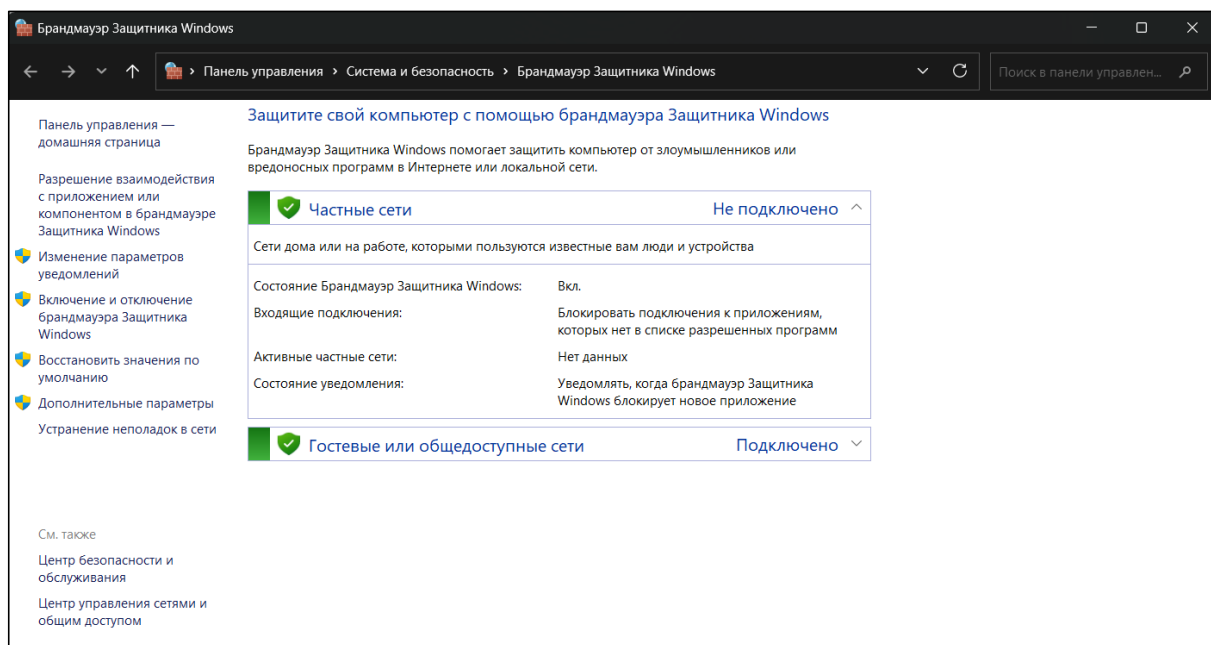 Брандмауэр Защитника Windows
Панель управления › Система и безопасность › Брандмауэр Защитника Windows
Поиск в панели управлен...
Панель управления —
домашняя страница
Разрешение взаимодействия
с приложением или
компонентом в брандмауэре
Защитника Windows
Изменение параметров
уведомлений
Включение и отключение
брандмауэра Защитника
Windows
Восстановить значения по
умолчанию
Дополнительные параметры
Устранение неполадок в сети
См. также
Центр безопасности и
обслуживания
Центр управления сетями и
общим доступом
Защитите свой компьютер с помощью брандмауэра Защитника Windows
Брандмауэр Защитника Windows помогает защитить компьютер от злоумышленников или
вредоносных программ в Интернете или локальной сети.
Частные сети Не подключено
Сети дома или на работе, которыми пользуются известные вам люди и устройства
Состояние Брандмауэр Защитника Windows: Вкл.
Входящие подключения: Блокировать подключения к приложениям,
которых нет в списке разрешенных программ
Активные частные сети: Нет данных
Состояние уведомления: Уведомлять, когда брандмауэр Защитника
Windows блокирует новое приложение
Гостевые или общедоступные сети Подключено